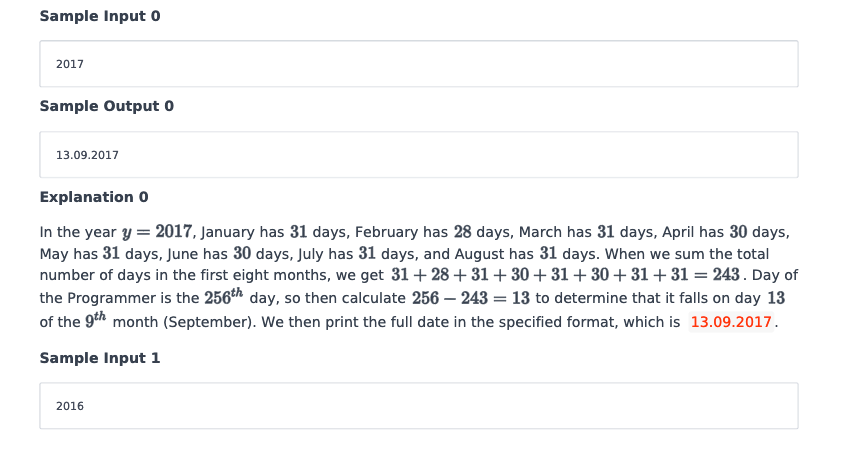 Sample Input 0
2017
Sample Output 0
13.09.2017
Explanation 0
In the year y = 2017, January has 31 days, February has 28 days, March has 31 days, April has 30 days,
May has 31 days, June has 30 days, July has 31 days, and August has 31 days. When we sum the total
number of days in the first eight months, we get 31 + 28 + 31 + 30 + 31 + 30 + 31 + 31 = 243. Day of
the Programmer is the 256th day, so then calculate 256 − 243 = 13 to determine that it falls on day 13
of the 9th month (September). We then print the full date in the specified format, which is 13.09.2017.
Sample Input 1
2016